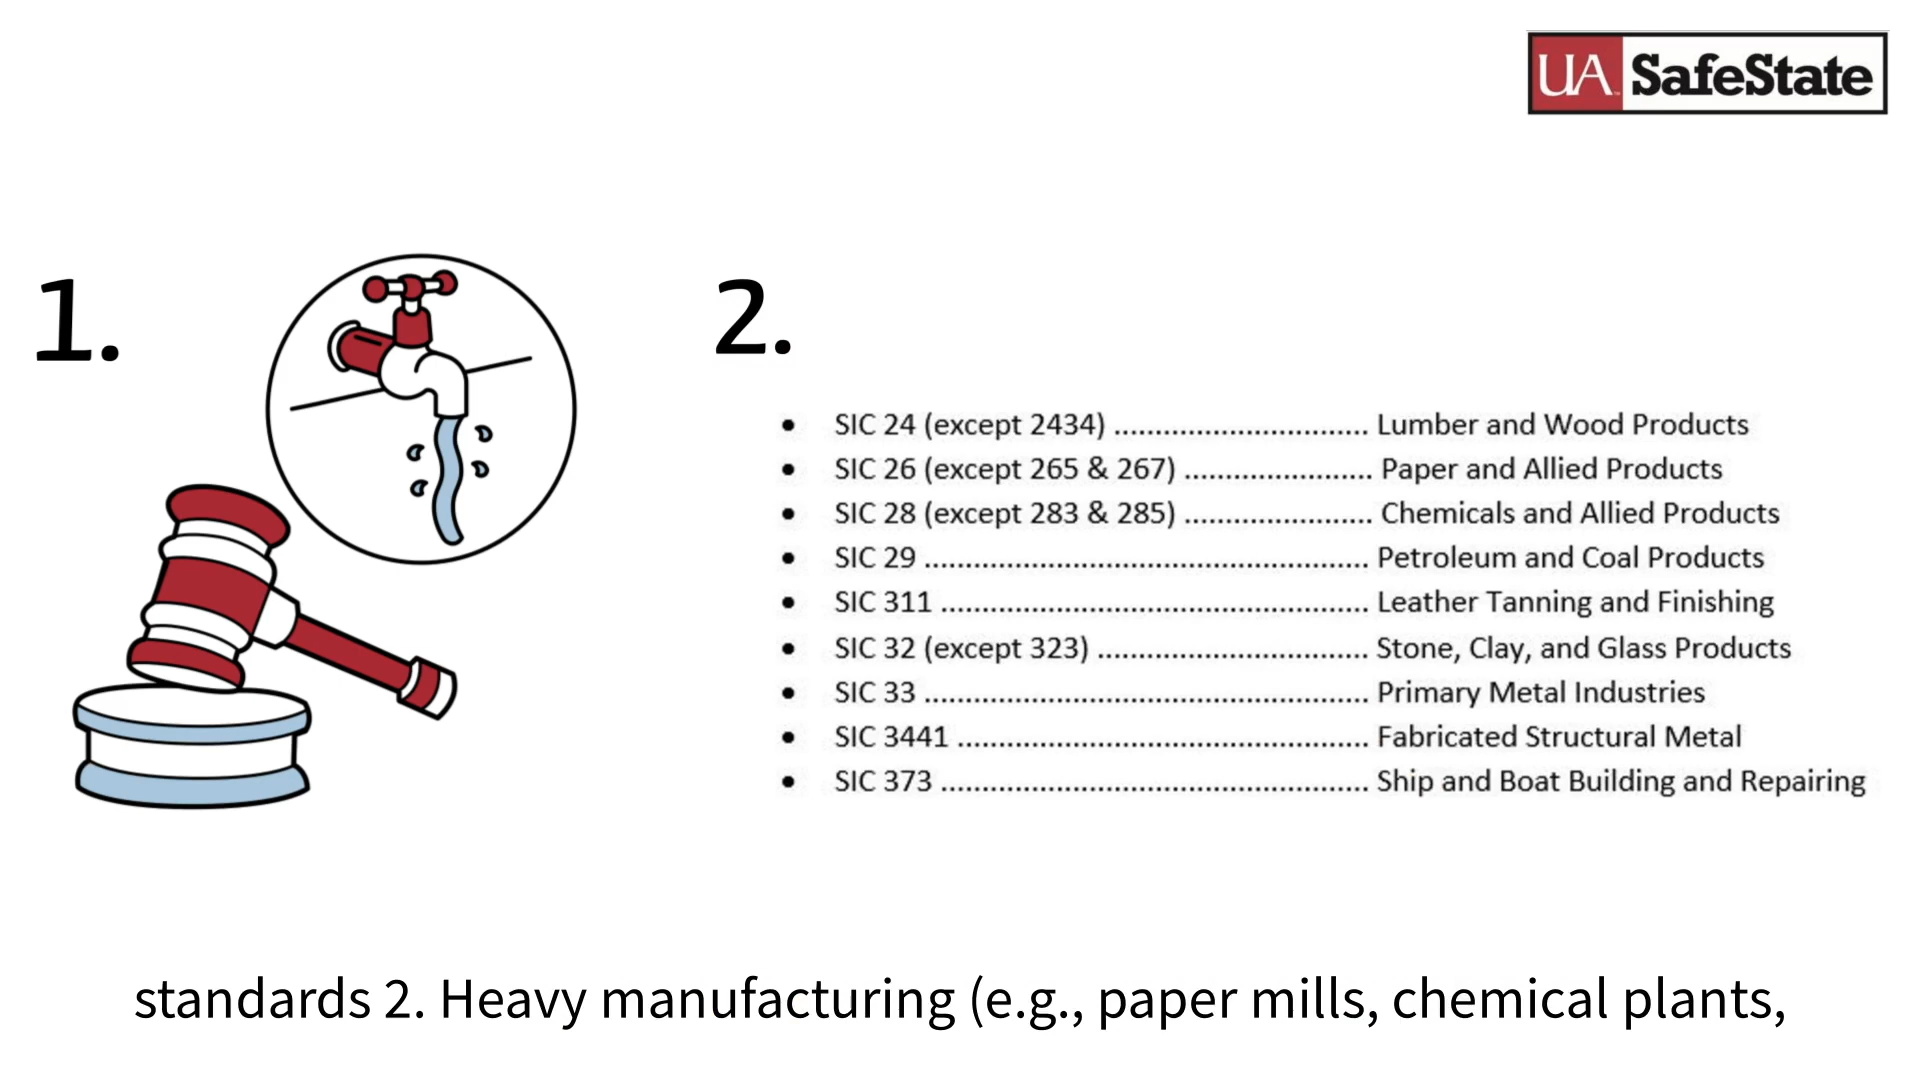 UA SafeState
1.
2.
• SIC 24 (except 2434) ............................... Lumber and Wood Products
• SIC 26 (except 265 & 267) ....................... Paper and Allied Products
• SIC 28 (except 283 & 285) ....................... Chemicals and Allied Products
• SIC 29 ...................................................... Petroleum and Coal Products
• SIC 311 .................................................... Leather Tanning and Finishing
• SIC 32 (except 323) ................................. Stone, Clay, and Glass Products
• SIC 33 ...................................................... Primary Metal Industries
• SIC 3441 .................................................. Fabricated Structural Metal
• SIC 373 .................................................... Ship and Boat Building and Repairing
standards 2. Heavy manufacturing (e.g., paper mills, chemical plants,